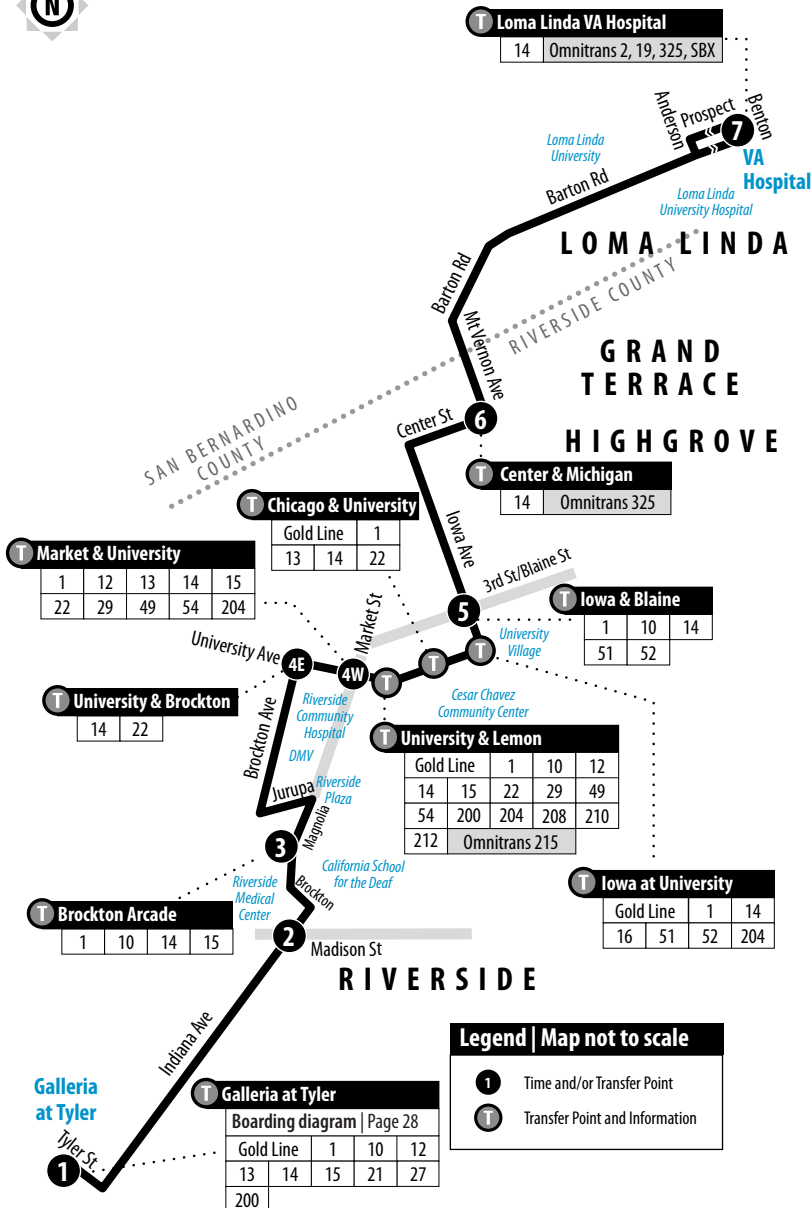 N
T Loma Linda VA Hospital
14 Omnitrans 2, 19, 325, SBX
Anderson
Prospect
Benton
7
VA
Hospital
Loma Linda
University
Barton Rd
Loma Linda
University Hospital
LOMA LINDA
Barton Rd
RIVERSIDE COUNTY
Mt Vernon Ave
GRAND
TERRACE
SAN BERNARDINO
COUNTY
Center St
6
HIGHGROVE
T Center & Michigan
14 Omnitrans 325
T Chicago & University
Gold Line 1
13 14 22
Iowa Ave
T Market & University
1 12 13 14 15
22 29 49 54 204
3rd St/Blaine St
Market St
5
T Iowa & Blaine
1 10 14
51 52
University Ave
4E
4W
T
T
T
University
Village
T University & Brockton
14 22
Riverside
Community
Hospital
Cesar Chavez
Community Center
Brockton Ave
DMV
T University & Lemon
Gold Line 1 10 12
14 15 22 29 49
54 200 204 208 210
212 Omnitrans 215
Jurupa
Riverside
Plaza
Magnolia
3
California School
for the Deaf
Riverside
Medical
Center
Brockton
T Iowa at University
Gold Line 1 14
16 51 52 204
T Brockton Arcade
1 10 14 15
2
Madison St
RIVERSIDE
Indiana Ave
Legend | Map not to scale
1 Time and/or Transfer Point
T Transfer Point and Information
Galleria
at Tyler
Tyler St
1
T Galleria at Tyler
Boarding diagram | Page 28
Gold Line 1 10 12
13 14 15 21 27
200